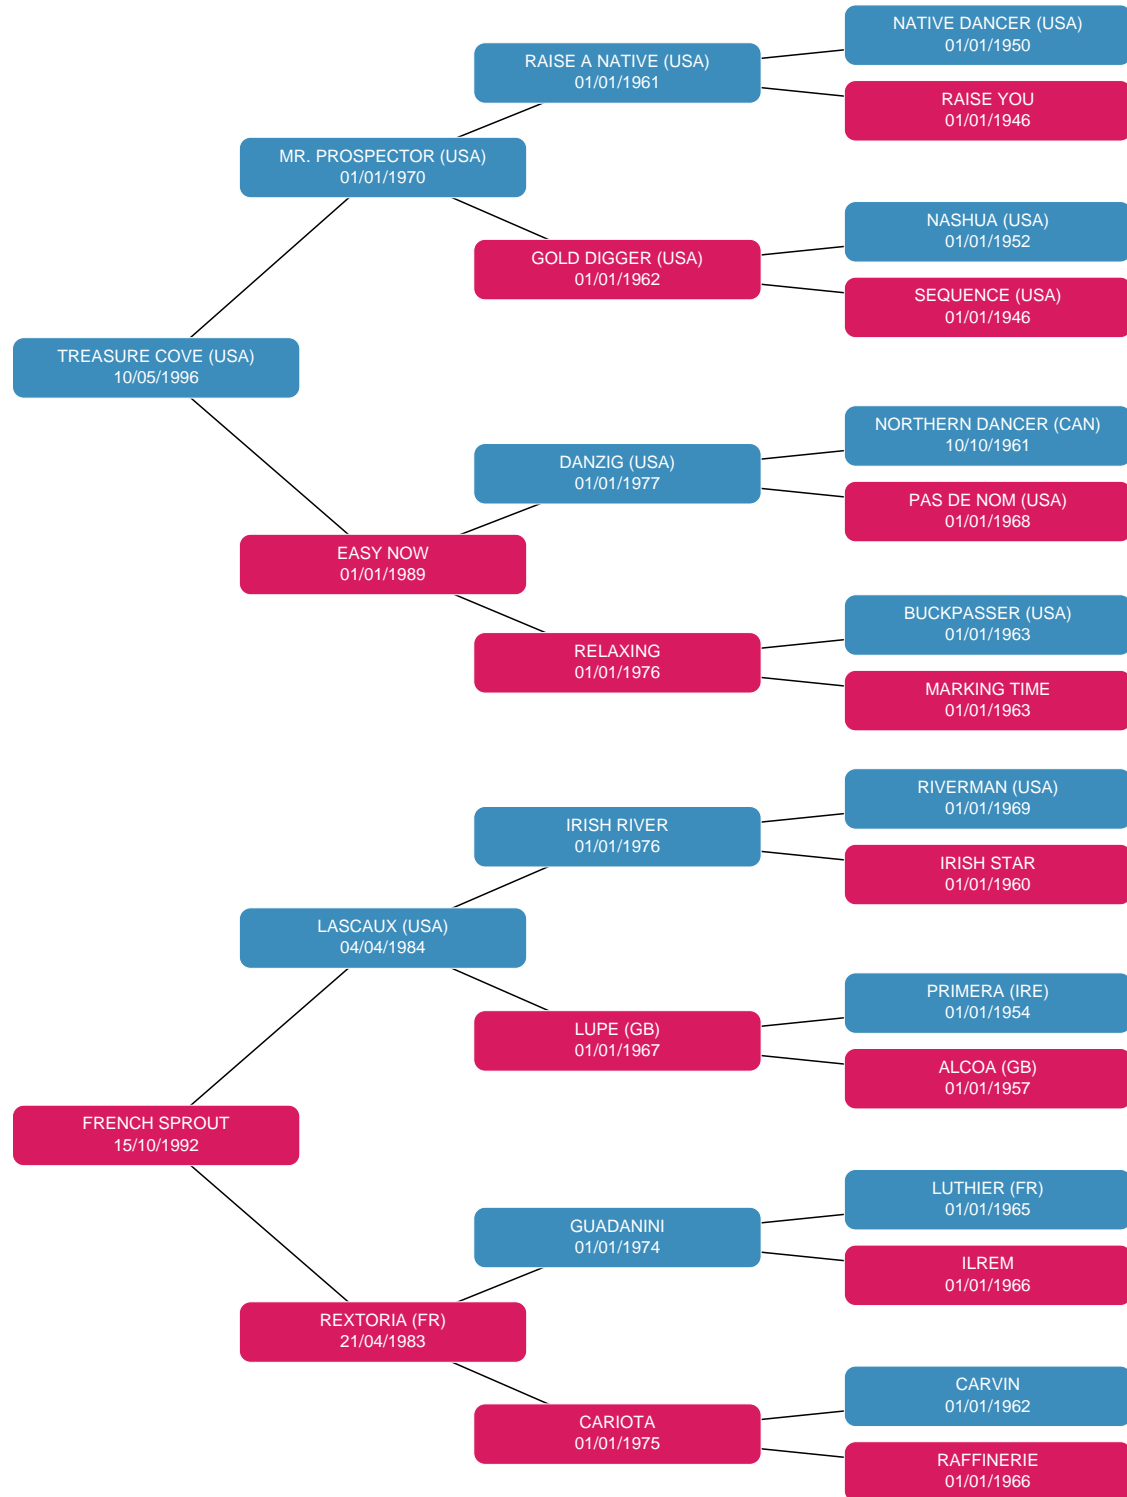 NATIVE DANCER (USA)
01/01/1950
RAISE A NATIVE (USA)
01/01/1961
RAISE YOU
01/01/1946
MR. PROSPECTOR (USA)
01/01/1970
NASHUA (USA)
01/01/1952
GOLD DIGGER (USA)
01/01/1962
SEQUENCE (USA)
01/01/1946
TREASURE COVE (USA)
10/05/1996
NORTHERN DANCER (CAN)
10/10/1961
DANZIG (USA)
01/01/1977
PAS DE NOM (USA)
01/01/1968
EASY NOW
01/01/1989
BUCKPASSER (USA)
01/01/1963
RELAXING
01/01/1976
MARKING TIME
01/01/1963
RIVERMAN (USA)
01/01/1969
IRISH RIVER
01/01/1976
IRISH STAR
01/01/1960
LASCAUX (USA)
04/04/1984
PRIMERA (IRE)
01/01/1954
LUPE (GB)
01/01/1967
ALCOA (GB)
01/01/1957
FRENCH SPROUT
15/10/1992
LUTHIER (FR)
01/01/1965
GUADANINI
01/01/1974
ILREM
01/01/1966
REXTORIA (FR)
21/04/1983
CARVIN
01/01/1962
CARIOTA
01/01/1975
RAFFINERIE
01/01/1966